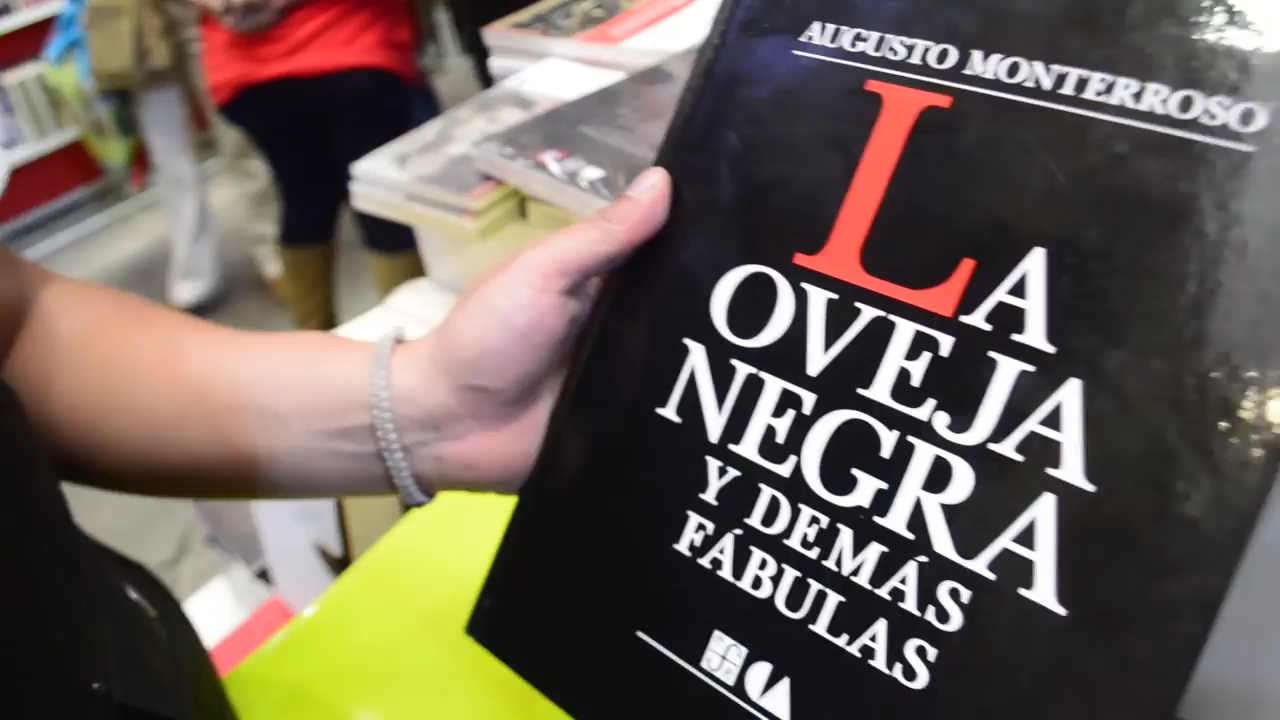 AUGUSTO MONTERROSO
LA
OVEJA
NEGRA
Y DEMÁS
FÁBULAS